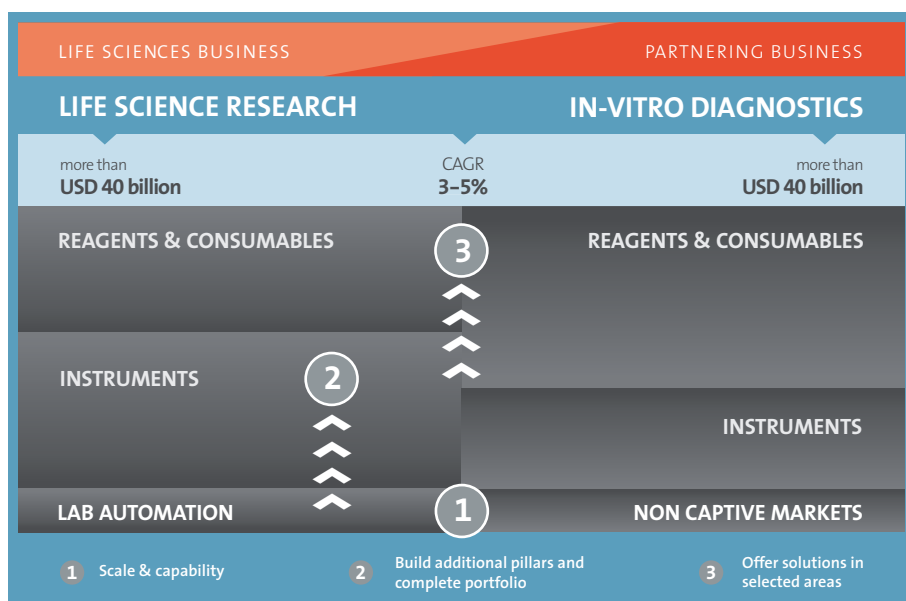 LIFE SCIENCES BUSINESS
PARTNERING BUSINESS
LIFE SCIENCE RESEARCH
IN-VITRO DIAGNOSTICS
more than
USD 40 billion
CAGR
3–5%
more than
USD 40 billion
REAGENTS & CONSUMABLES
3
REAGENTS & CONSUMABLES
INSTRUMENTS
2
INSTRUMENTS
LAB AUTOMATION
1
NON CAPTIVE MARKETS
1 Scale & capability
2 Build additional pillars and
complete portfolio
3 Offer solutions in
selected areas